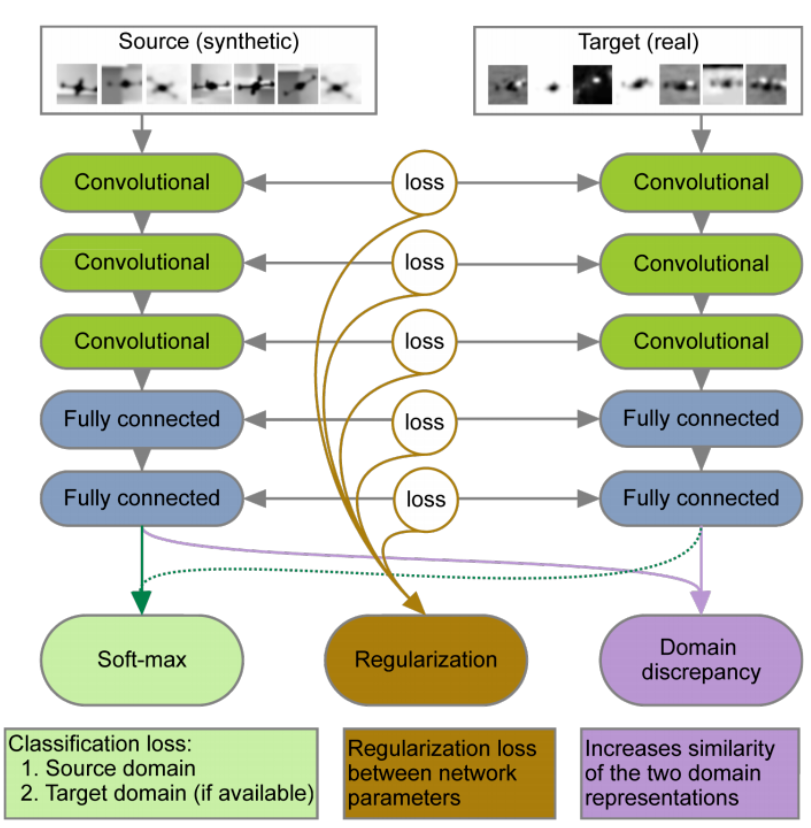 Source (synthetic)
Target (real)
Convolutional
loss
Convolutional
Convolutional
loss
Convolutional
Convolutional
loss
Convolutional
Fully connected
loss
Fully connected
Fully connected
loss
Fully connected
Soft-max
Regularization
Domain
discrepancy
Classification loss:
1. Source domain
2. Target domain (if available)
Regularization loss
between network
parameters
Increases similarity
of the two domain
representations